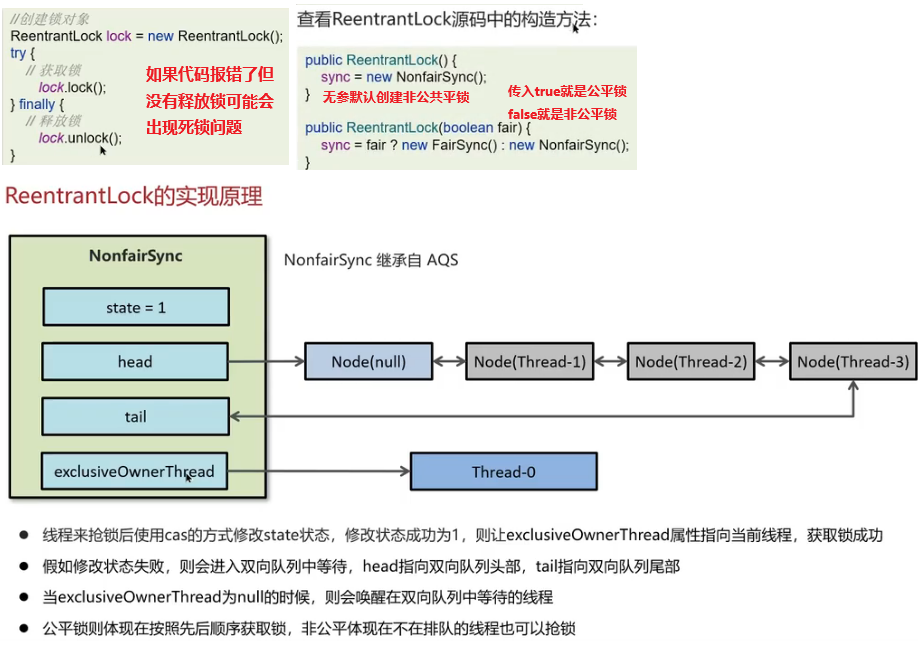 //创建锁对象
ReentrantLock lock = new ReentrantLock();
try {
// 获取锁
lock.lock();
} finally {
// 释放锁
lock.unlock();
}
如果代码报错了但
没有释放锁可能会
出现死锁问题
查看ReentrantLock源码中的构造方法：
public ReentrantLock() {
sync = new NonfairSync();
} 无参默认创建非公共平锁
传入true就是公平锁
false就是非公平锁
public ReentrantLock(boolean fair) {
sync = fair ? new FairSync() : new NonfairSync();
}
ReentrantLock的实现原理
NonfairSync
NonfairSync 继承自 AQS
state = 1
head
Node(null)
Node(Thread-1)
Node(Thread-2)
Node(Thread-3)
tail
exclusiveOwnerThread
Thread-0
● 线程来抢锁后使用cas的方式修改state状态，修改状态成功为1，则让exclusiveOwnerThread属性指向当前线程，获取锁成功
● 假如修改状态失败，则会进入双向队列中等待，head指向双向队列头部，tail指向双向队列尾部
● 当exclusiveOwnerThread为null的时候，则会唤醒在双向队列中等待的线程
● 公平锁则体现在按照先后顺序获取锁，非公平体现在不在排队的线程也可以抢锁